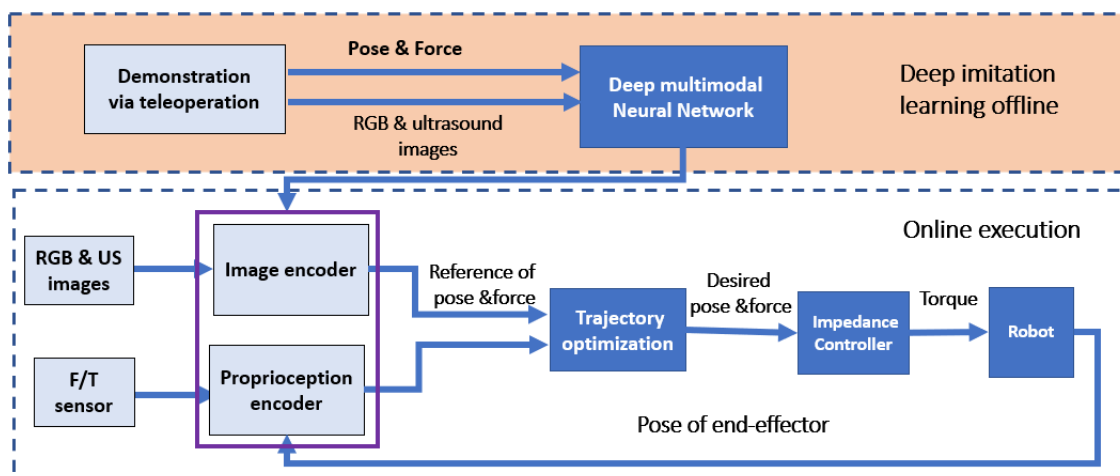 Pose & Force
Demonstration
via teleoperation
Deep multimodal
Neural Network
Deep imitation
learning offline
RGB & ultrasound
images
Online execution
RGB & US
images
Image encoder
Reference of
pose &force
Desired
pose &force
Torque
Trajectory
optimization
Impedance
Controller
Robot
F/T
sensor
Proprioception
encoder
Pose of end-effector